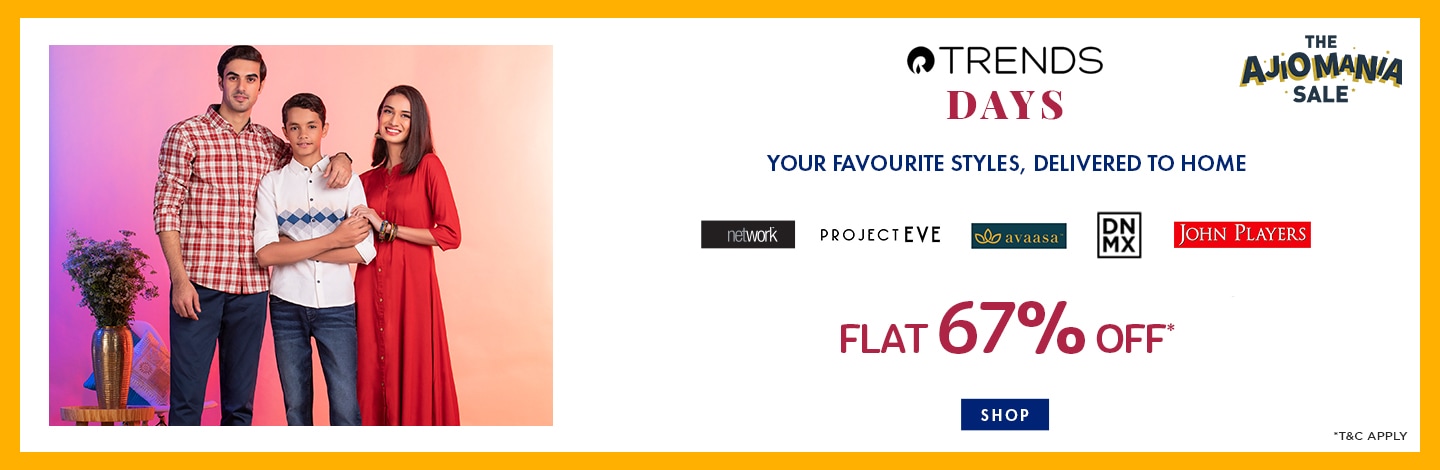 TRENDS
DAYS
THE
AJIOMANIA
SALE
YOUR FAVOURITE STYLES, DELIVERED TO HOME
network
PROJECT EVE
avaasa™
DN
MX
JOHN PLAYERS
FLAT 67% OFF*
SHOP
*T&C APPLY